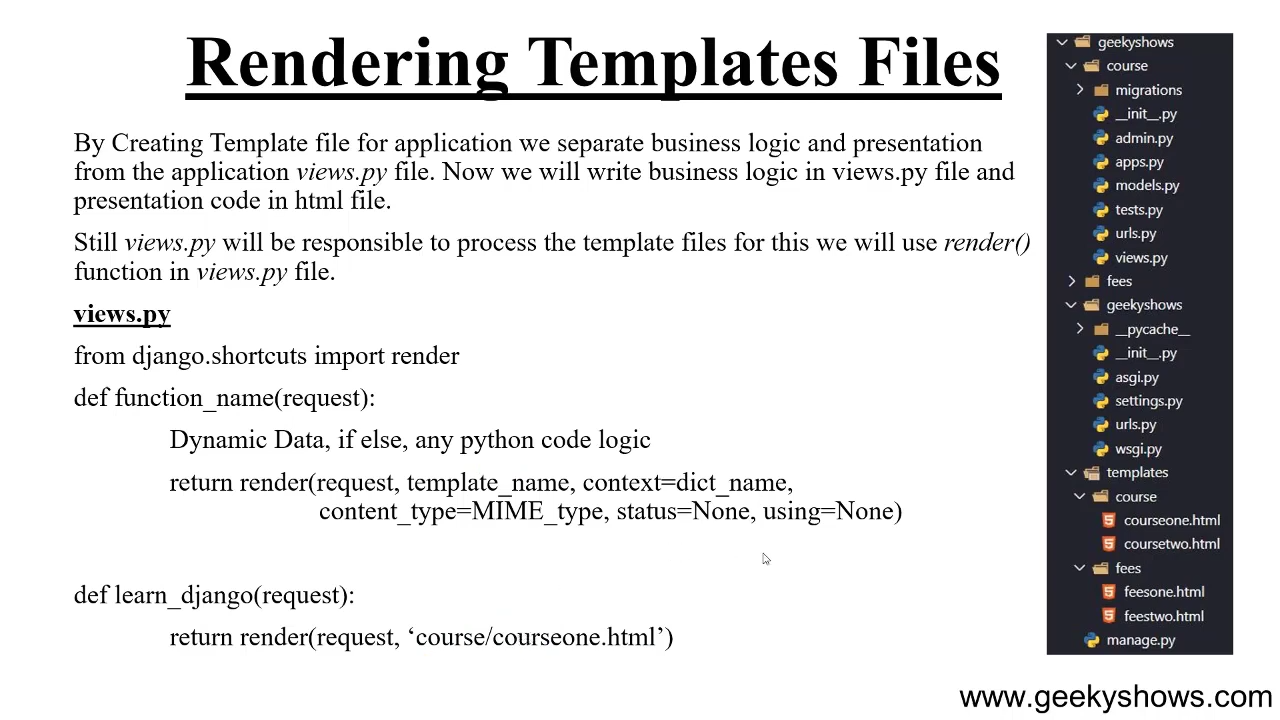 Rendering Templates Files
By Creating Template file for application we separate business logic and presentation
from the application views.py file. Now we will write business logic in views.py file and
presentation code in html file.
Still views.py will be responsible to process the template files for this we will use render()
function in views.py file.
views.py
from django.shortcuts import render
def function_name(request):
Dynamic Data, if else, any python code logic
return render(request, template_name, context=dict_name,
content_type=MIME_type, status=None, using=None)
def learn_django(request):
return render(request, ‘course/courseone.html’)
geekyshows
course
migrations
__init__.py
admin.py
apps.py
models.py
tests.py
urls.py
views.py
fees
geekyshows
__pycache__
__init__.py
asgi.py
settings.py
urls.py
wsgi.py
templates
course
courseone.html
coursetwo.html
fees
feesone.html
feestwo.html
manage.py
www.geekyshows.com